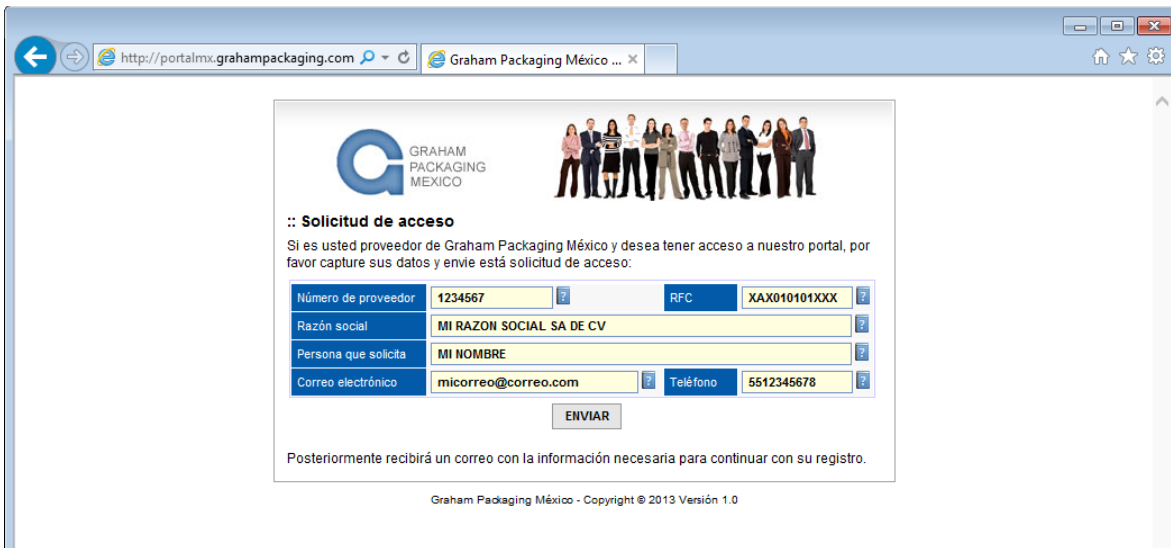 http://portalmx.grahampackaging.com
Graham Packaging México ...
GRAHAM
PACKAGING
MEXICO
:: Solicitud de acceso
Si es usted proveedor de Graham Packaging México y desea tener acceso a nuestro portal, por
favor capture sus datos y envie está solicitud de acceso:
Número de proveedor 1234567 ? RFC XAX010101XXX ?
Razón social MI RAZON SOCIAL SA DE CV ?
Persona que solicita MI NOMBRE ?
Correo electrónico micorreo@correo.com ? Teléfono 5512345678 ?
ENVIAR
Posteriormente recibirá un correo con la información necesaria para continuar con su registro.
Graham Packaging México - Copyright © 2013 Versión 1.0